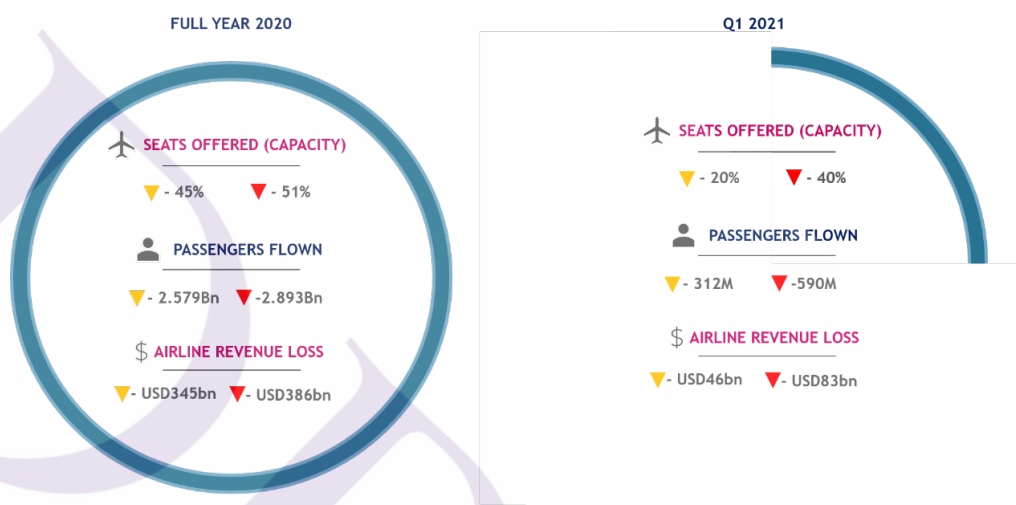 FULL YEAR 2020
SEATS OFFERED (CAPACITY)
- 45% - 51%
PASSENGERS FLOWN
- 2.579Bn -2.893Bn
$ AIRLINE REVENUE LOSS
- USD345bn - USD386bn
Q1 2021
SEATS OFFERED (CAPACITY)
- 20% - 40%
PASSENGERS FLOWN
- 312M -590M
$ AIRLINE REVENUE LOSS
- USD46bn - USD83bn